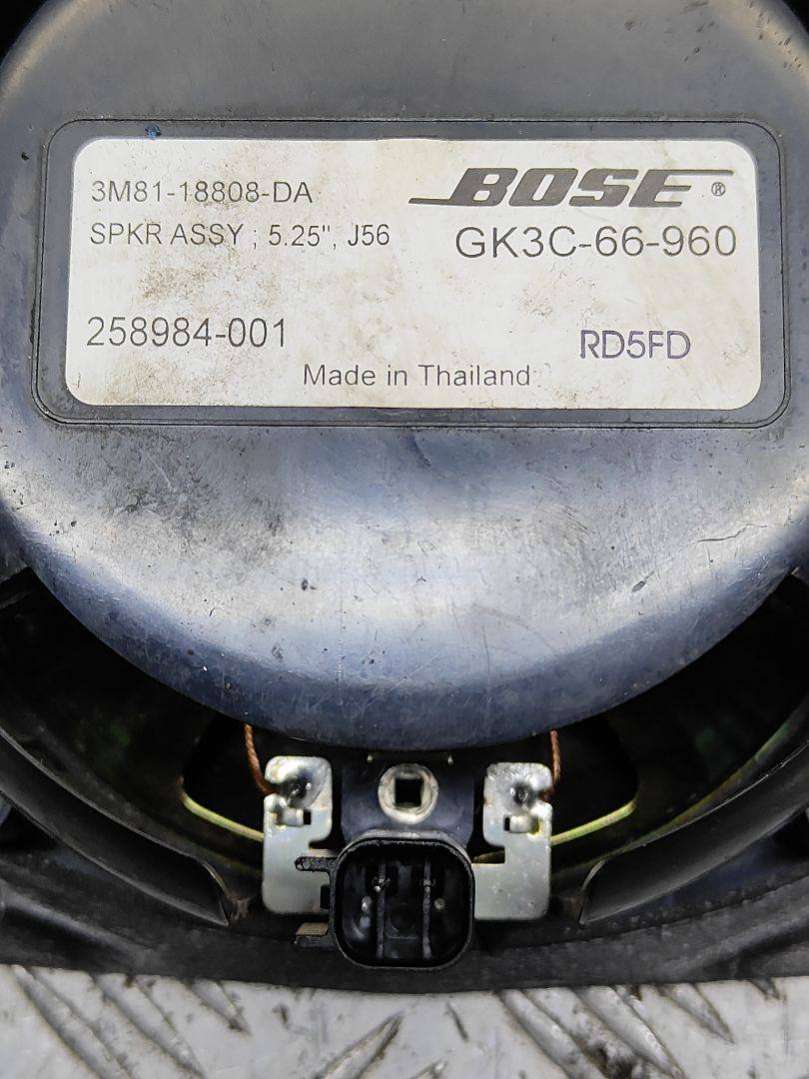 3M81-18808-DA
BOSE ®
SPKR ASSY ; 5.25", J56
GK3C-66-960
258984-001
RD5FD
Made in Thailand